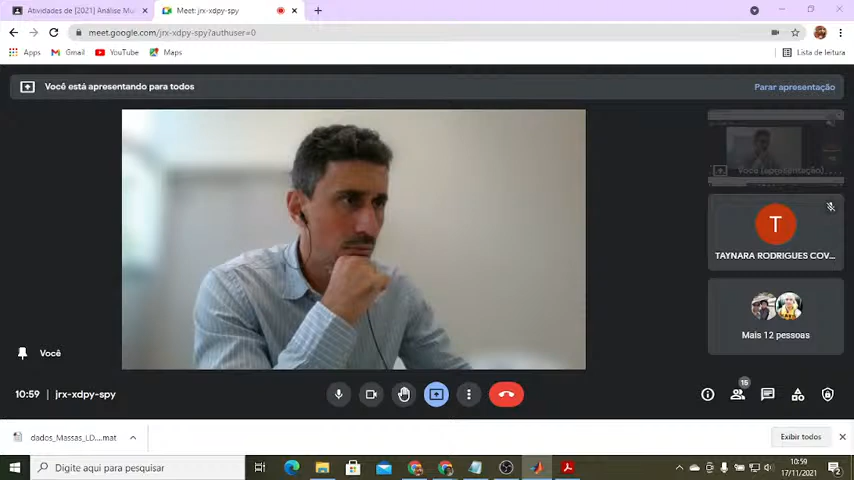 Atividades de [2021] Análise Mu
Meet: jrx-xdpy-spy
meet.google.com/jrx-xdpy-spy?authuser=0
Apps
Gmail
YouTube
Maps
Lista de leitura
Você está apresentando para todos
Parar apresentação
Você (apresentação)...
T
TAYNARA RODRIGUES COV...
Mais 12 pessoas
Você
10:59 | jrx-xdpy-spy
15
dados_Massas_LD....mat
Exibir todos
Digite aqui para pesquisar
10:59
17/11/2021
2